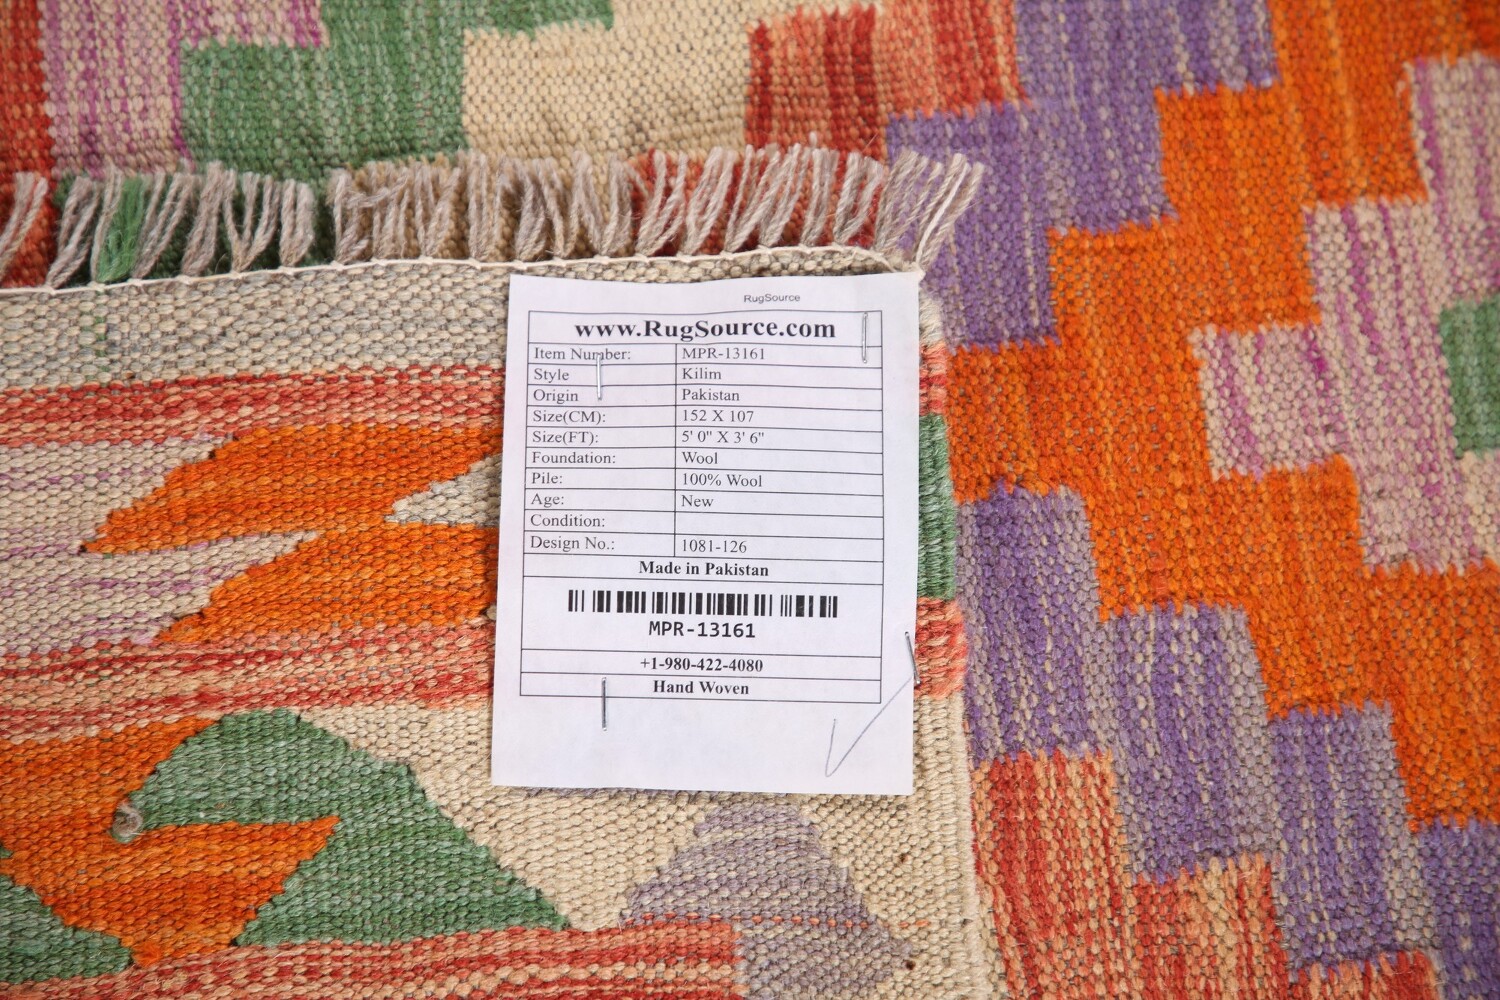 RugSource
www.RugSource.com
Item Number: MPR-13161
Style Kilim
Origin Pakistan
Size(CM): 152 X 107
Size(FT): 5' 0" X 3' 6"
Foundation: Wool
Pile: 100% Wool
Age: New
Condition:
Design No.: 1081-126
Made in Pakistan
MPR-13161
+1-980-422-4080
Hand Woven